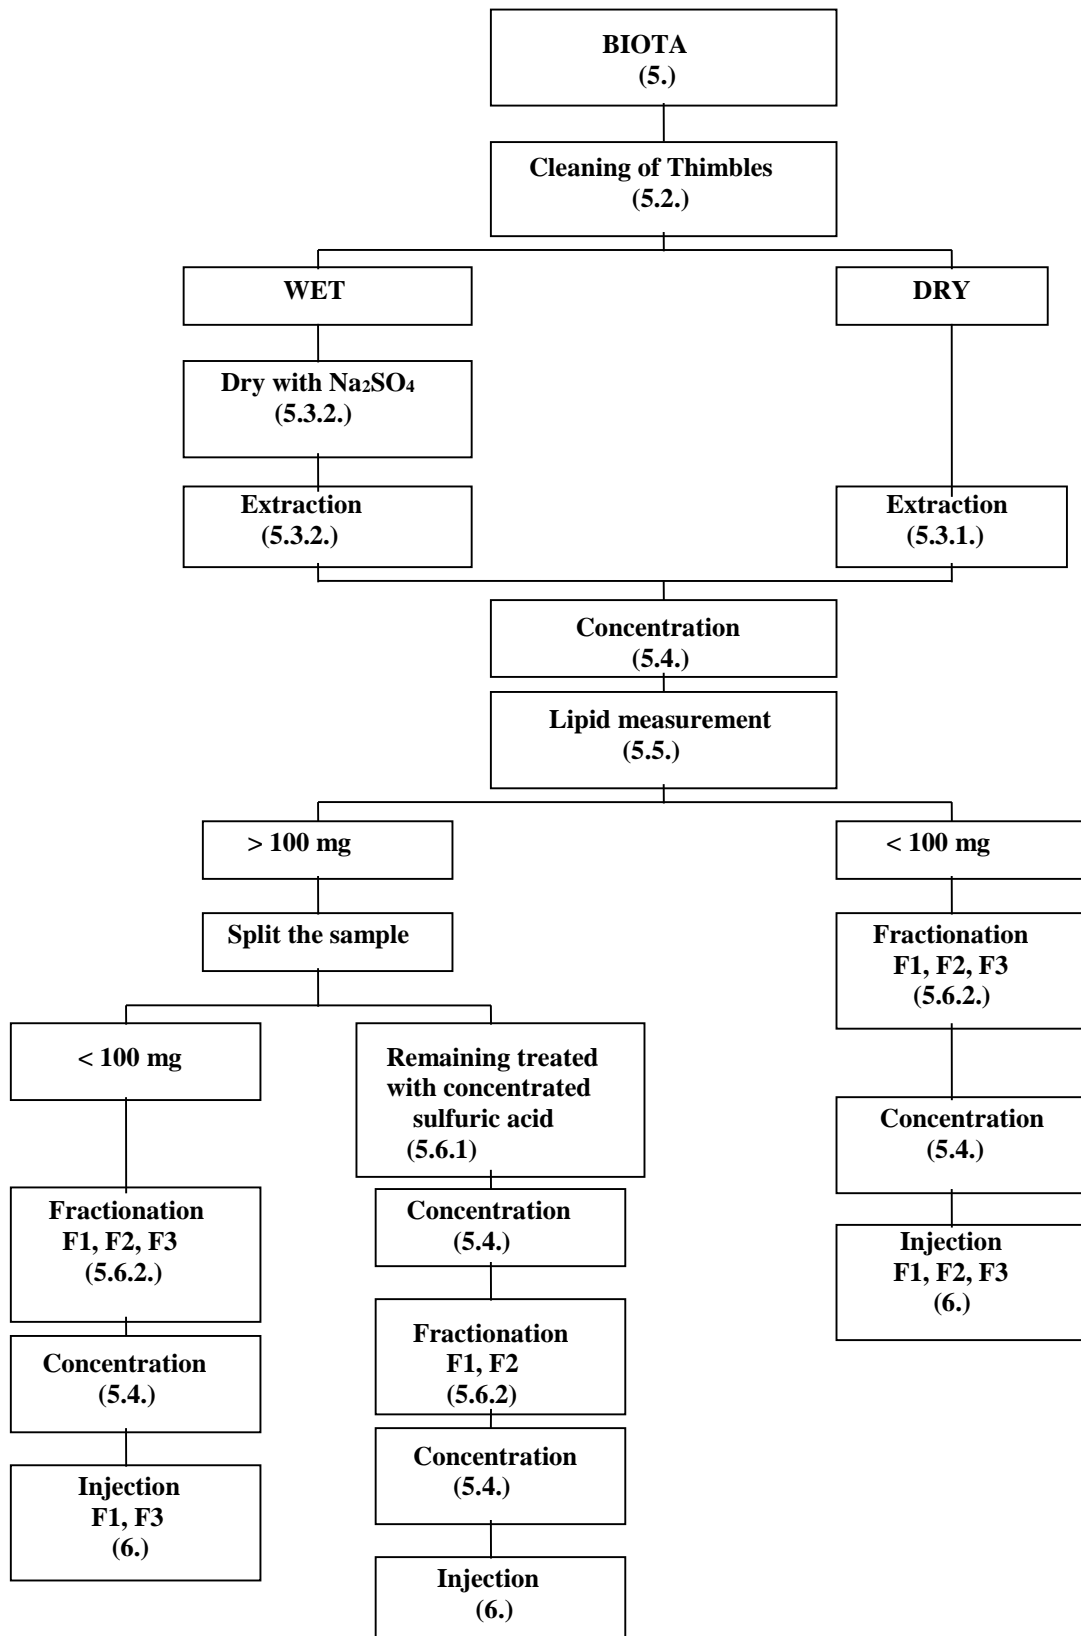 BIOTA
(5.)
Cleaning of Thimbles
(5.2.)
WET
DRY
Dry with Na₂SO₄
(5.3.2.)
Extraction
(5.3.2.)
Extraction
(5.3.1.)
Concentration
(5.4.)
Lipid measurement
(5.5.)
> 100 mg
< 100 mg
Split the sample
Fractionation
F1, F2, F3
(5.6.2.)
< 100 mg
Remaining treated
with concentrated
sulfuric acid
(5.6.1)
Concentration
(5.4.)
Fractionation
F1, F2, F3
(5.6.2.)
Concentration
(5.4.)
Injection
F1, F2, F3
(6.)
Fractionation
F1, F2
(5.6.2)
Concentration
(5.4.)
Concentration
(5.4.)
Injection
F1, F3
(6.)
Injection
(6.)